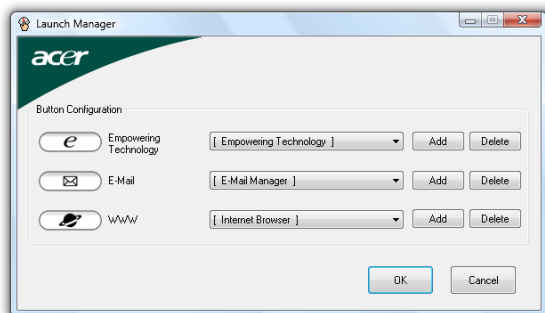 Launch Manager
acer
Button Configuration
e
Empowering
Technology
[ Empowering Technology ]
Add
Delete
E-Mail
[ E-Mail Manager ]
Add
Delete
WWW
[ Internet Browser ]
Add
Delete
OK
Cancel